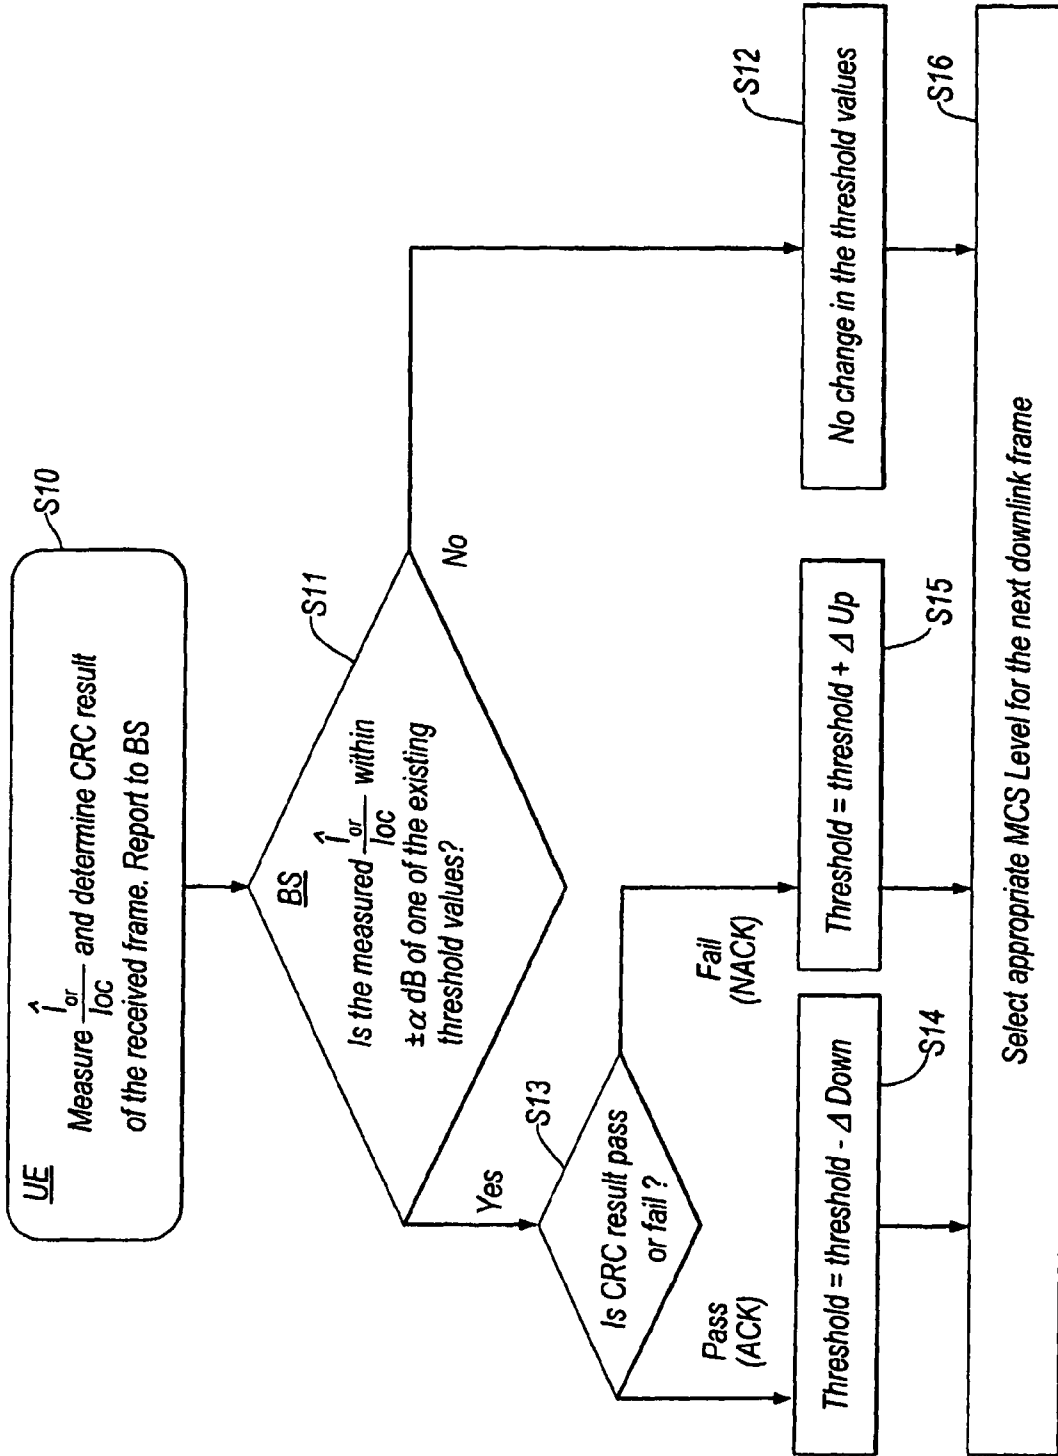 S10
UE
Measure Îor/Ioc and determine CRC result
of the received frame. Report to BS
S11
BS
Is the measured Îor/Ioc within
±α dB of one of the existing
threshold values?
No
Yes
S13
Is CRC result pass
or fail ?
Pass
(ACK)
Fail
(NACK)
S12
Threshold = threshold - Δ Down
Threshold = threshold + Δ Up
No change in the threshold values
S14
S15
S16
Select appropriate MCS Level for the next downlink frame